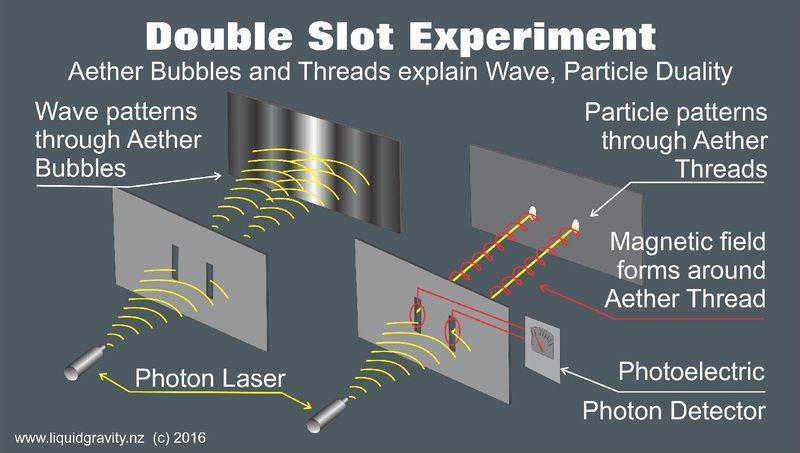 Double Slot Experiment
Aether Bubbles and Threads explain Wave, Particle Duality
Wave patterns
through Aether
Bubbles
Particle patterns
through Aether
Threads
Magnetic field
forms around
Aether Thread
Photon Laser
Photoelectric
Photon Detector
www.liquidgravity.nz (c) 2016